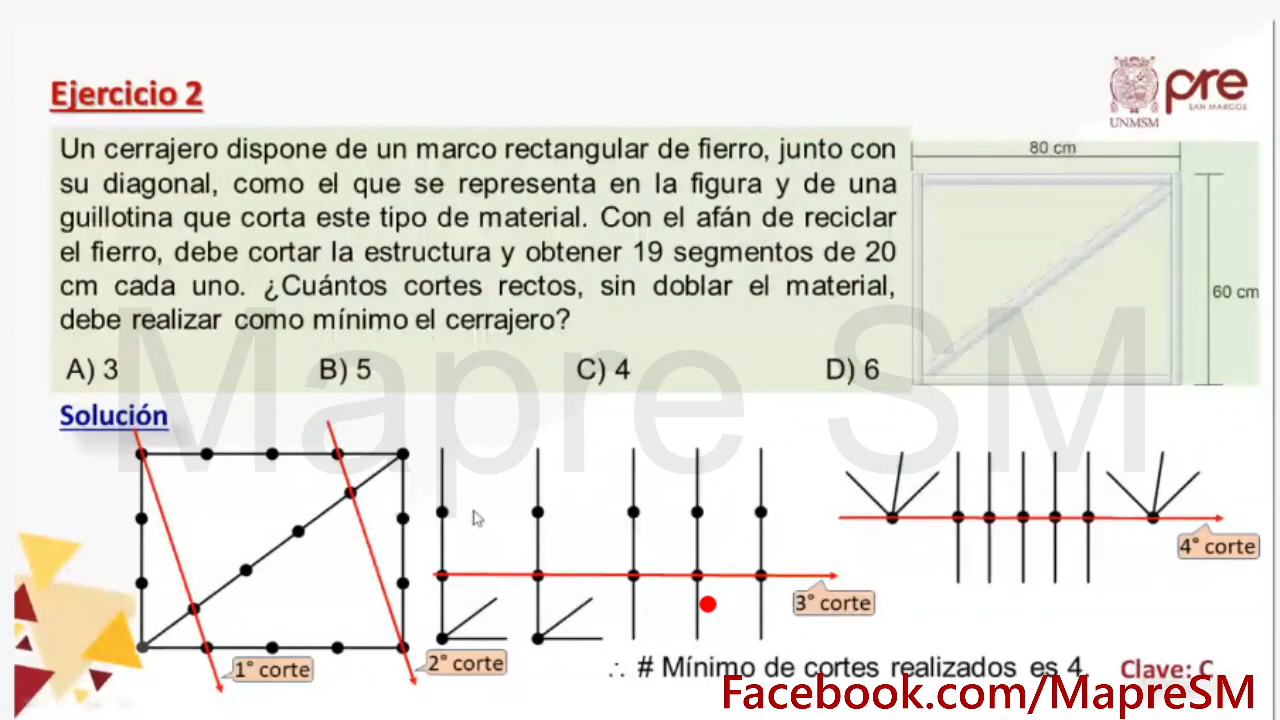 Ejercicio 2
pre
SAN MARCOS
UNMSM
Un cerrajero dispone de un marco rectangular de fierro, junto con
su diagonal, como el que se representa en la figura y de una
guillotina que corta este tipo de material. Con el afán de reciclar
el fierro, debe cortar la estructura y obtener 19 segmentos de 20
cm cada uno. ¿Cuántos cortes rectos, sin doblar el material,
debe realizar como mínimo el cerrajero?
A) 3 B) 5 C) 4 D) 6
80 cm
60 cm
Mapre SM
Solución
1° corte
2° corte
3° corte
4° corte
∴ # Mínimo de cortes realizados es 4 Clave: C
Facebook.com/MapreSM